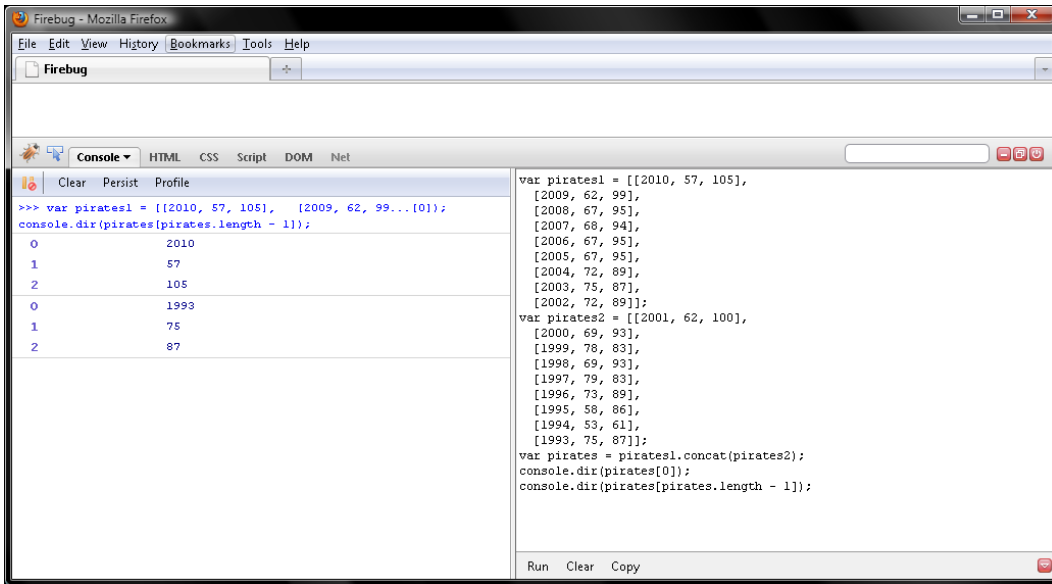 Firebug - Mozilla Firefox
File Edit View History Bookmarks Tools Help
Firebug
Console HTML CSS Script DOM Net
Clear Persist Profile
>>> var pirates1 = [[2010, 57, 105], [2009, 62, 99...[0]);
console.dir(pirates[pirates.length - 1]);
0 2010
1 57
2 105
0 1993
1 75
2 87
var pirates1 = [[2010, 57, 105],
[2009, 62, 99],
[2008, 67, 95],
[2007, 68, 94],
[2006, 67, 95],
[2005, 67, 95],
[2004, 72, 89],
[2003, 75, 87],
[2002, 72, 89]];
var pirates2 = [[2001, 62, 100],
[2000, 69, 93],
[1999, 78, 83],
[1998, 69, 93],
[1997, 79, 83],
[1996, 73, 89],
[1995, 58, 86],
[1994, 53, 61],
[1993, 75, 87]];
var pirates = pirates1.concat(pirates2);
console.dir(pirates[0]);
console.dir(pirates[pirates.length - 1]);
Run Clear Copy